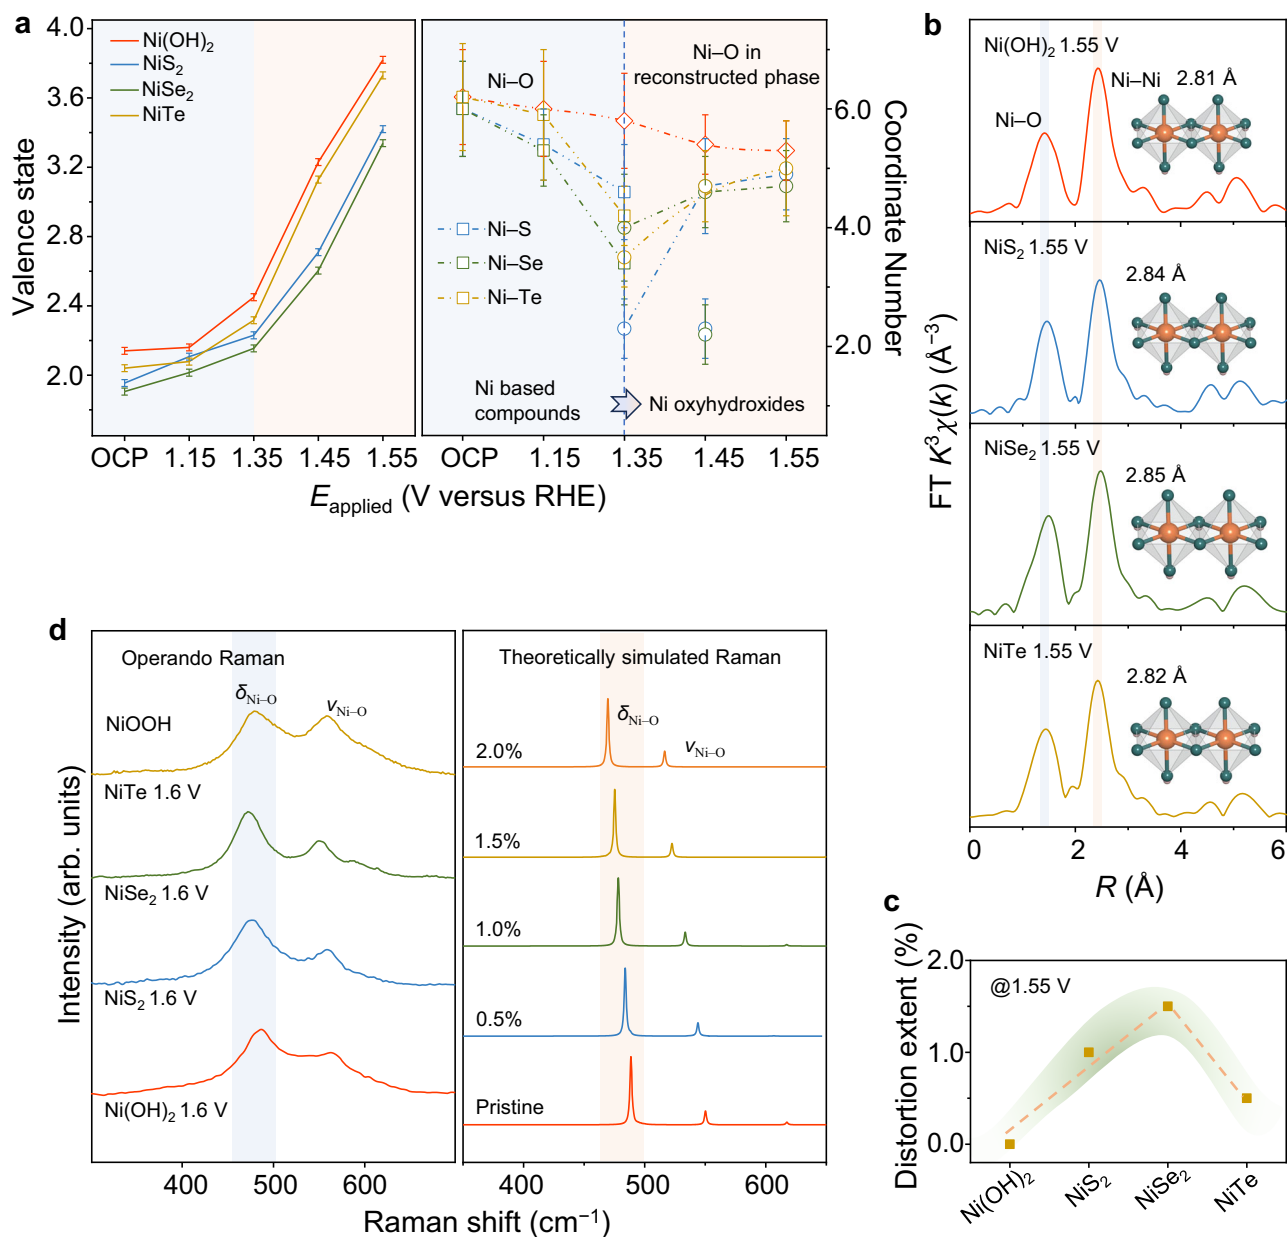 a
4.0
3.6
3.2
2.8
2.4
2.0
Valence state
Ni(OH)₂
NiS₂
NiSe₂
NiTe
OCP
1.15
1.35
1.45
1.55
Ni–O
Ni–O in
reconstructed phase
Ni–S
Ni–Se
Ni–Te
Ni based
compounds
Ni oxyhydroxides
6.0
4.0
2.0
Coordinate Number
OCP
1.15
1.35
1.45
1.55
E_applied (V versus RHE)
b
Ni(OH)₂ 1.55 V
Ni–Ni 2.81 Å
Ni–O
NiS₂ 1.55 V
2.84 Å
NiSe₂ 1.55 V
2.85 Å
NiTe 1.55 V
2.82 Å
FT K³χ(k) (Å⁻³)
0
2
4
6
R (Å)
c
Distortion extent (%)
2.0
1.0
0.0
@1.55 V
Ni(OH)₂
NiS₂
NiSe₂
NiTe
d
Operando Raman
δNi–O
νNi–O
NiOOH
NiTe 1.6 V
NiSe₂ 1.6 V
NiS₂ 1.6 V
Ni(OH)₂ 1.6 V
Intensity (arb. units)
400
500
600
Theoretically simulated Raman
δNi–O
νNi–O
2.0%
1.5%
1.0%
0.5%
Pristine
400
500
600
Raman shift (cm⁻¹)